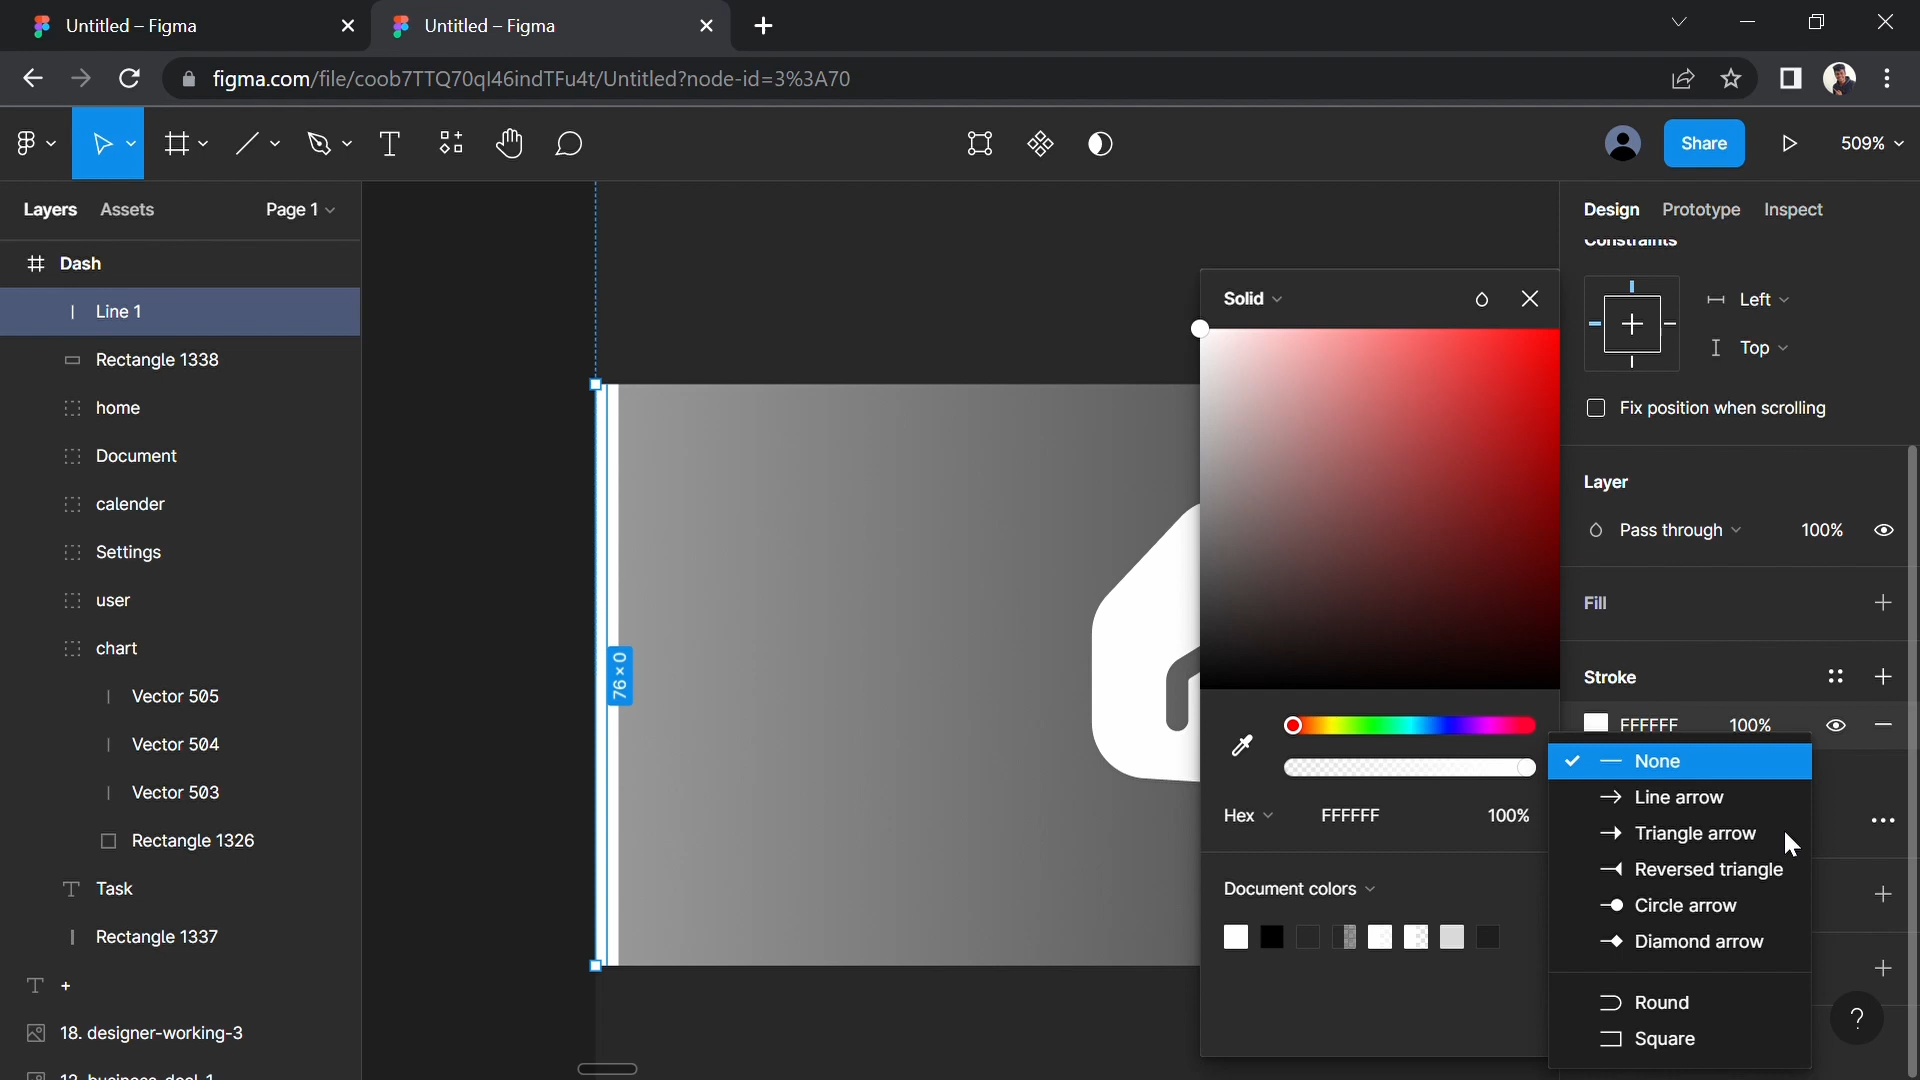 Untitled – Figma
Untitled – Figma
figma.com/file/coob7TTQ70ql46indTFu4t/Untitled?node-id=3%3A70
Share
509%
Layers
Assets
Page 1
Design
Prototype
Inspect
Constraints
Dash
Line 1
Rectangle 1338
home
Document
calender
Settings
user
chart
Vector 505
Vector 504
Vector 503
Rectangle 1326
Task
Rectangle 1337
+
18. designer-working-3
76 × 0
Solid
Hex
FFFFFF
100%
Document colors
Left
Top
Fix position when scrolling
Layer
Pass through
100%
Fill
Stroke
FFFFFF
100%
None
Line arrow
Triangle arrow
Reversed triangle
Circle arrow
Diamond arrow
Round
Square
?